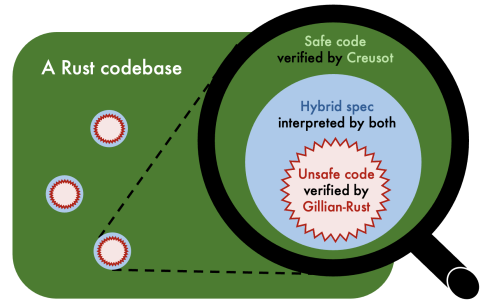 A Rust codebase
Safe code
verified by Creusot
Hybrid spec
interpreted by both
Unsafe code
verified by
Gillian-Rust